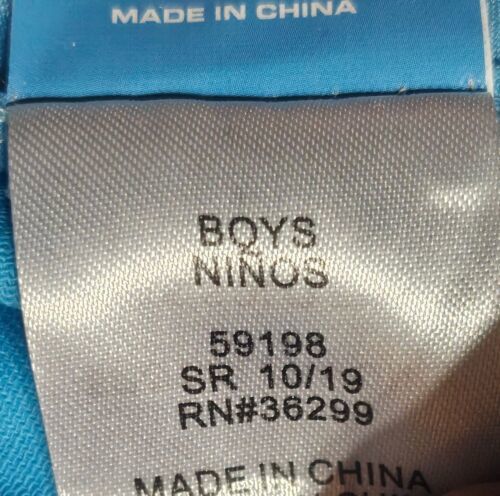 MADE IN CHINA
BOYS
NIÑOS
59198
SR 10/19
RN#36299
MADE IN CHINA